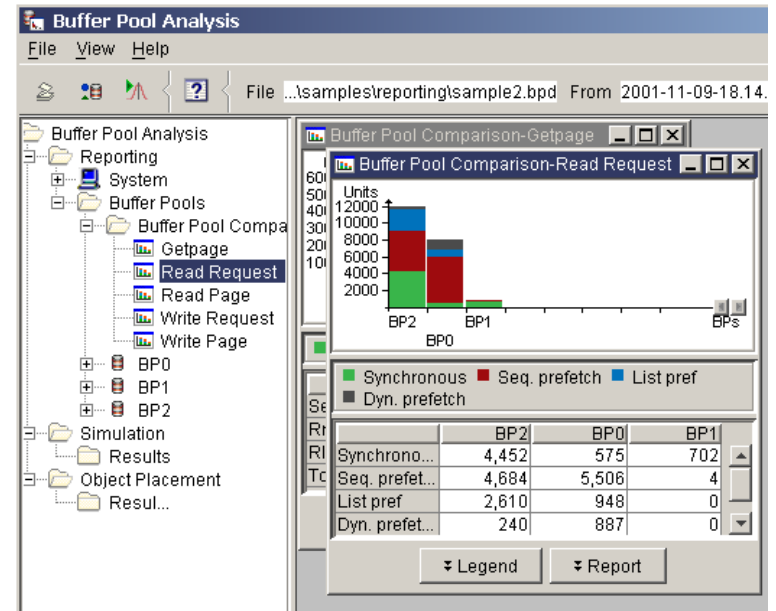 Buffer Pool Analysis
File View Help
File ...\samples\reporting\sample2.bpd From 2001-11-09-18.14.
Buffer Pool Analysis
Reporting
System
Buffer Pools
Buffer Pool Compa
Getpage
Read Request
Read Page
Write Request
Write Page
BP0
BP1
BP2
Simulation
Results
Object Placement
Resul...
Buffer Pool Comparison-Getpage
Buffer Pool Comparison-Read Request
Units
12000
10000
8000
6000
4000
2000
BP2 BP1 BPs
BP0
Synchronous Seq. prefetch List pref
Dyn. prefetch
BP2 BP0 BP1
Synchrono... 4,452 575 702
Seq. prefet... 4,684 5,506 4
List pref 2,610 948 0
Dyn. prefet... 240 887 0
Legend Report